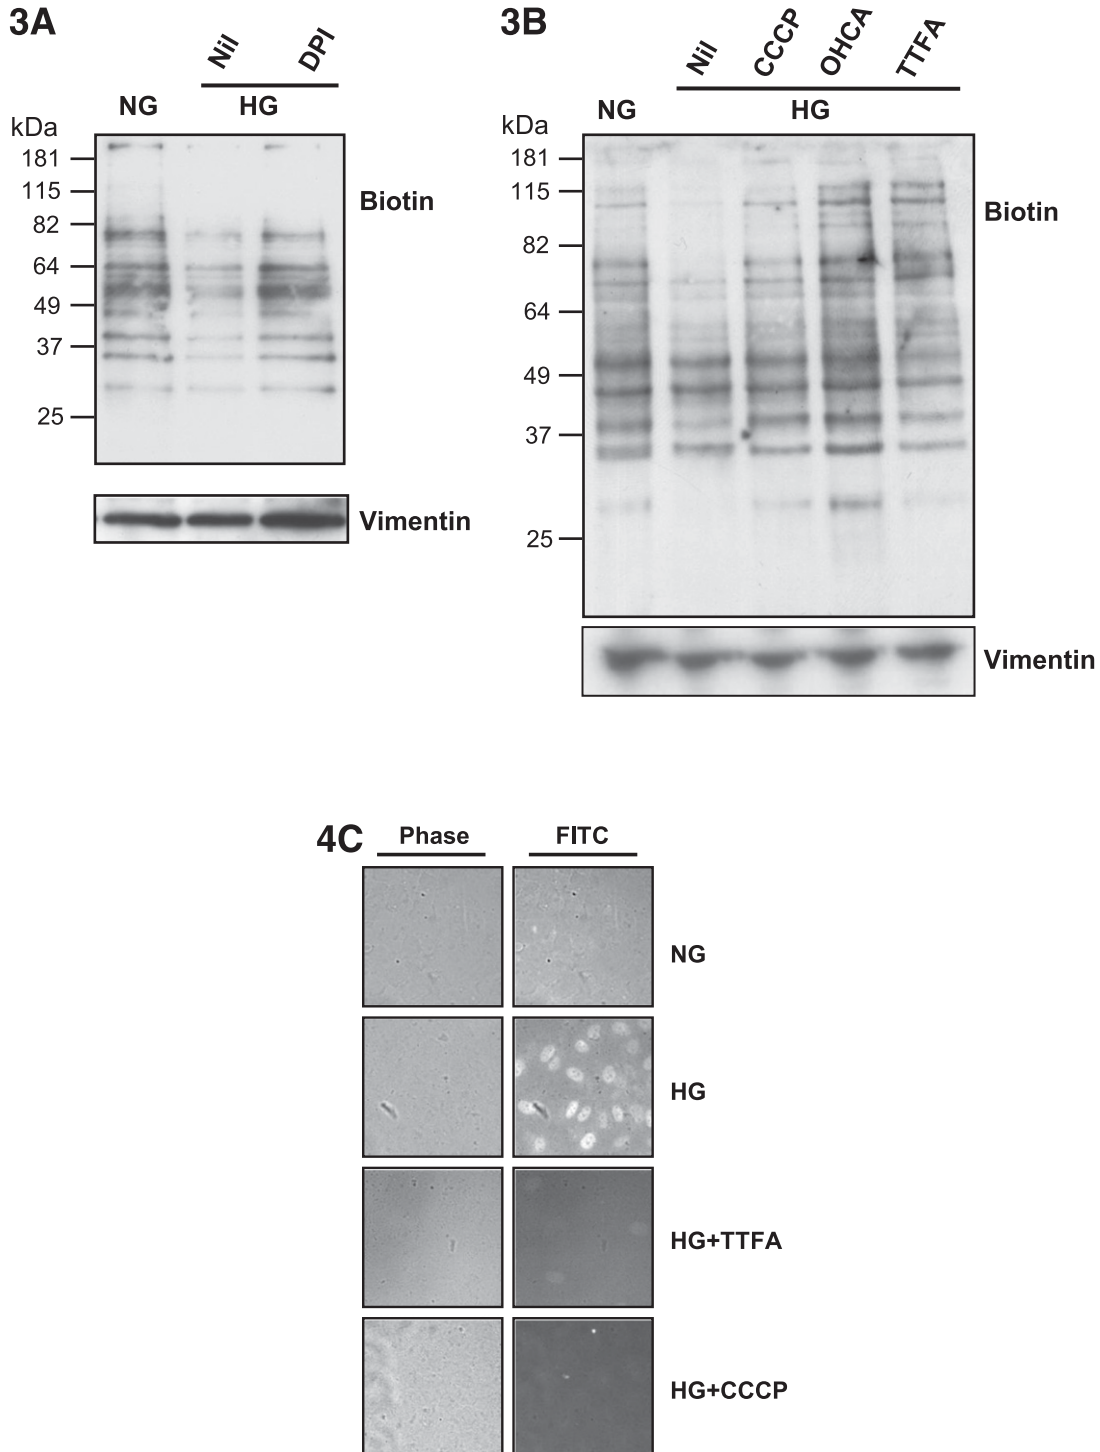 3A
Nil DPI
NG HG
kDa
181
115
82
64
49
37
25
Biotin
Vimentin
3B
Nil CCCP OHCA TTFA
NG HG
kDa
181
115
82
64
49
37
25
Biotin
Vimentin
4C
Phase FITC
NG
HG
HG+TTFA
HG+CCCP